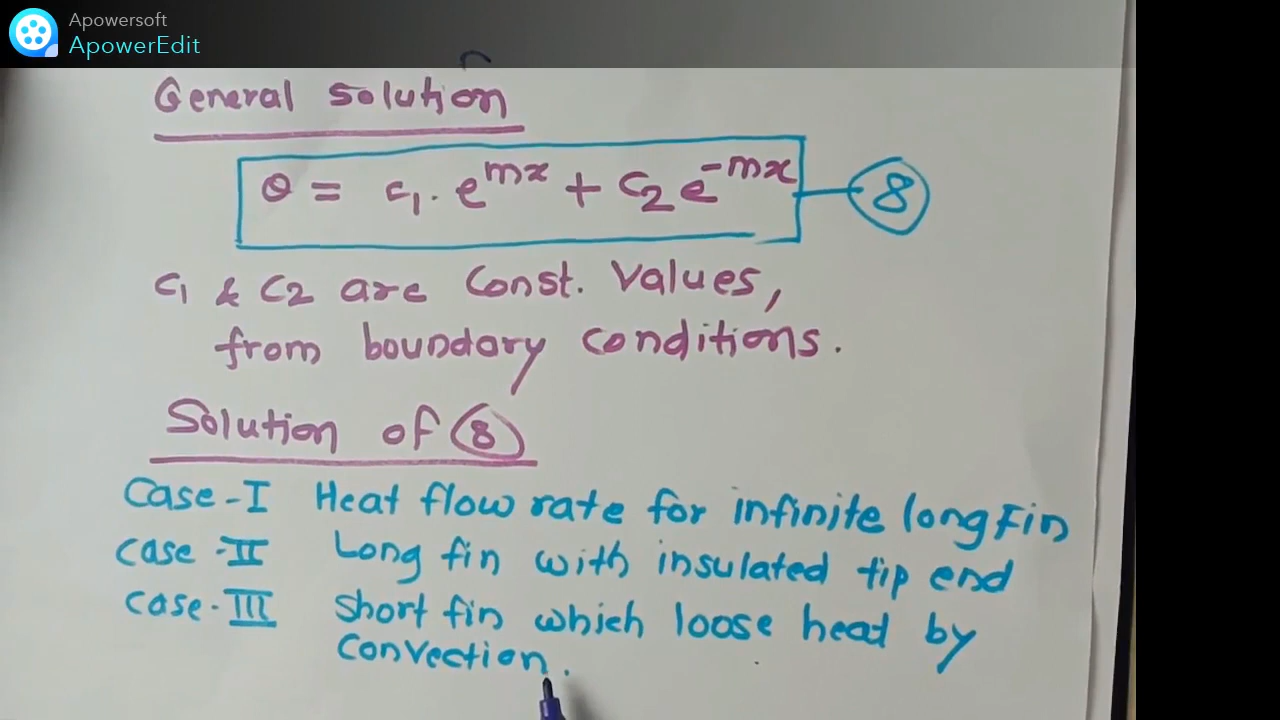 Apowersoft
ApowerEdit
General solution
θ = c1. e^mx + c2 e^-mx — 8
c1 & c2 are const. values,
from boundary conditions.
Solution of 8
Case-I Heat flow rate for infinite long Fin
case-II Long fin with insulated tip end
case-III short fin which loose heat by
convection.